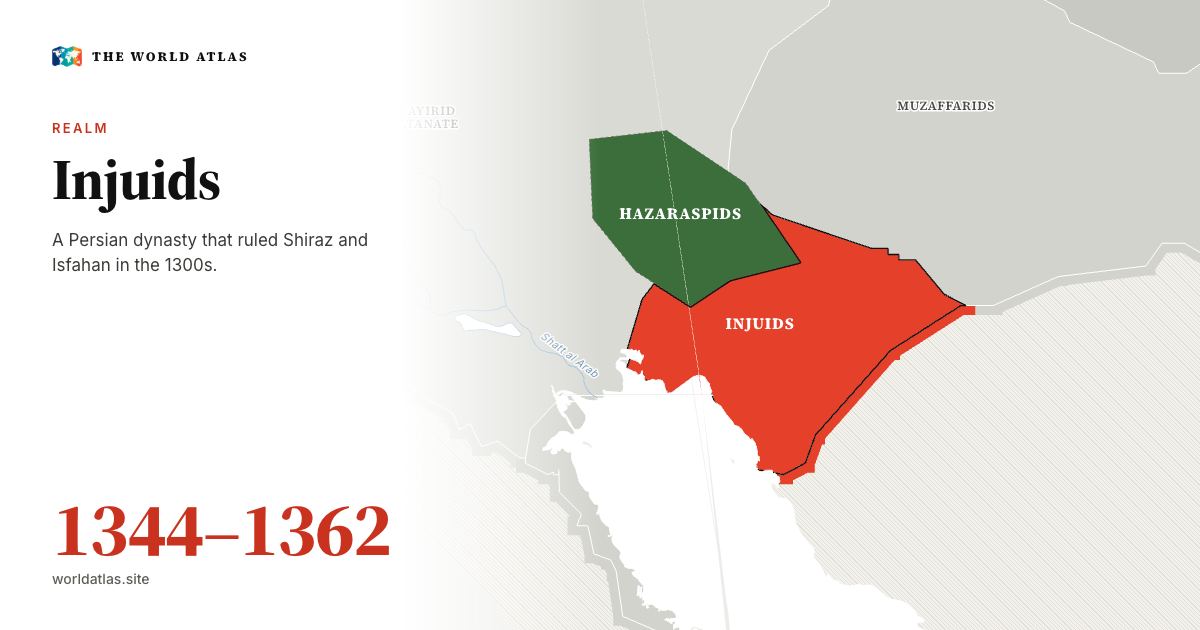 THE WORLD ATLAS
REALM
Injuids
A Persian dynasty that ruled Shiraz and
Isfahan in the 1300s.
1344–1362
worldatlas.site
MUZAFFARIDS
HAZARASPIDS
INJUIDS
Shatt al Arab